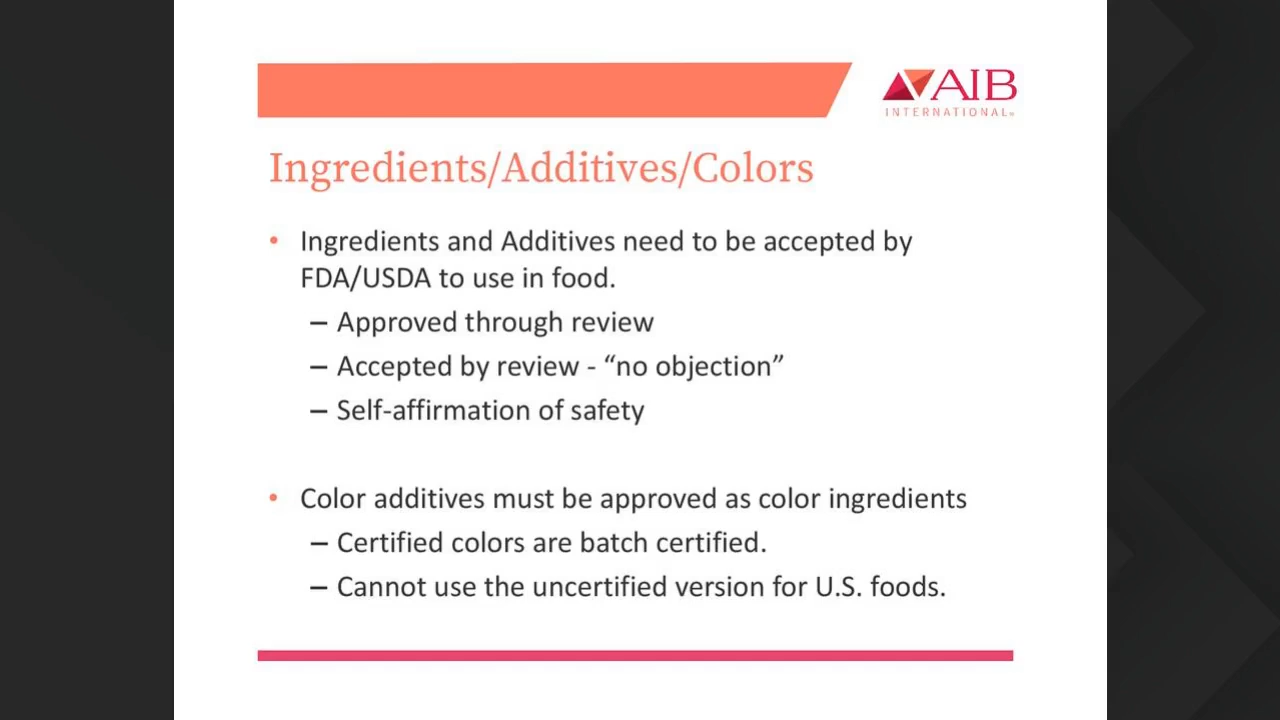 AIB
INTERNATIONAL®
Ingredients/Additives/Colors
• Ingredients and Additives need to be accepted by
FDA/USDA to use in food.
– Approved through review
– Accepted by review - “no objection”
– Self-affirmation of safety
• Color additives must be approved as color ingredients
– Certified colors are batch certified.
– Cannot use the uncertified version for U.S. foods.